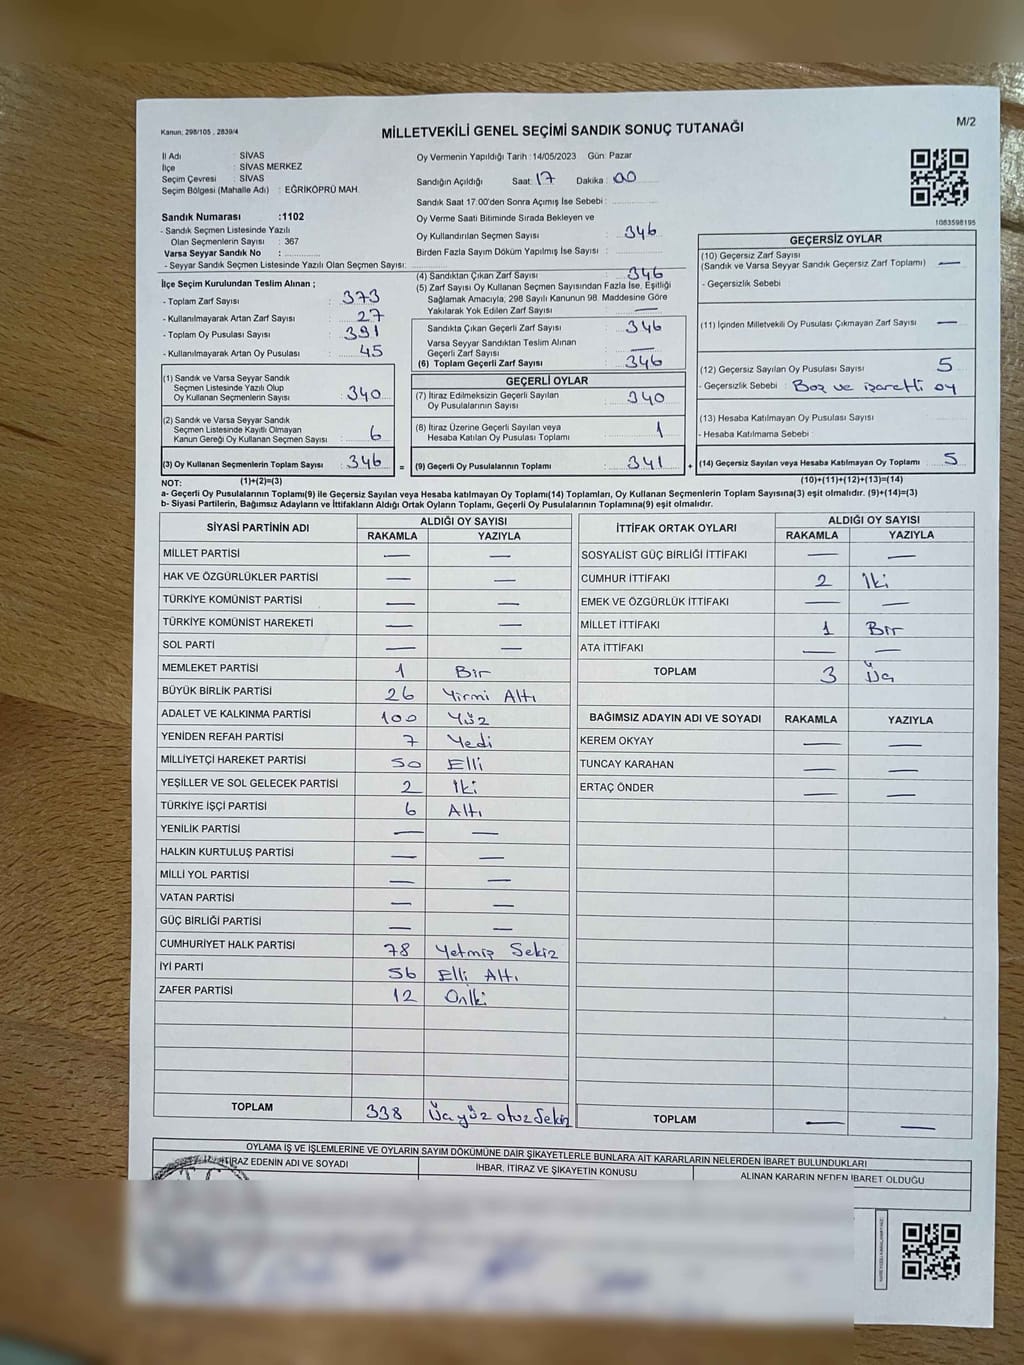 Kanun; 298/105 , 2839/4
MİLLETVEKİLİ GENEL SEÇİMİ SANDIK SONUÇ TUTANAĞI
M/2
İl Adı : SİVAS
İlçe : SİVAS MERKEZ
Seçim Çevresi : SİVAS
Seçim Bölgesi (Mahalle Adı) : EĞRİKÖPRÜ MAH.
Sandık Numarası :1102
- Sandık Seçmen Listesinde Yazılı
Olan Seçmenlerin Sayısı : 367
Varsa Seyyar Sandık No :
- Seyyar Sandık Seçmen Listesinde Yazılı Olan Seçmen Sayısı:
İlçe Seçim Kurulundan Teslim Alınan ;
- Toplam Zarf Sayısı : 373
- Kullanılmayarak Artan Zarf Sayısı : 27
- Toplam Oy Pusulası Sayısı : 391
- Kullanılmayarak Artan Oy Pusulası : 45
(1) Sandık ve Varsa Seyyar Sandık
Seçmen Listesinde Yazılı Olup
Oy Kullanan Seçmenlerin Sayısı : 340
(2) Sandık ve Varsa Seyyar Sandık
Seçmen Listesinde Kayıtlı Olmayan
Kanun Gereği Oy Kullanan Seçmen Sayısı : 6
(3) Oy Kullanan Seçmenlerin Toplam Sayısı : 346
Oy Vermenin Yapıldığı Tarih :14/05/2023 Gün: Pazar
Sandığın Açıldığı Saat: 17 Dakika : 00
Sandık Saat 17.00'den Sonra Açımış İse Sebebi :
Oy Verme Saati Bitiminde Sırada Bekleyen ve
Oy Kullandırılan Seçmen Sayısı : 346
Birden Fazla Sayım Döküm Yapılmış İse Sayısı :
(4) Sandıktan Çıkan Zarf Sayısı : 346
(5) Zarf Sayısı Oy Kullanan Seçmen Sayısından Fazla İse, Eşitliği
Sağlamak Amacıyla, 298 Sayılı Kanunun 98. Maddesine Göre
Yakılarak Yok Edilen Zarf Sayısı : —
Sandıkta Çıkan Geçerli Zarf Sayısı : 346
Varsa Seyyar Sandıktan Teslim Alınan
Geçerli Zarf Sayısı : —
(6) Toplam Geçerli Zarf Sayısı : 346
GEÇERLİ OYLAR
(7) İtiraz Edilmeksizin Geçerli Sayılan
Oy Pusulalarının Sayısı : 340
(8) İtiraz Üzerine Geçerli Sayılan veya
Hesaba Katılan Oy Pusulası Toplamı : 1
= (9) Geçerli Oy Pusulalarının Toplamı : 341 +
1083598195
GEÇERSİZ OYLAR
(10) Geçersiz Zarf Sayısı
(Sandık ve Varsa Seyyar Sandık Geçersiz Zarf Toplamı) : —
- Geçersizlik Sebebi :
(11) İçinden Milletvekili Oy Pusulası Çıkmayan Zarf Sayısı : —
(12) Geçersiz Sayılan Oy Pusulası Sayısı : 5
- Geçersizlik Sebebi : Boş ve işaretli oy
(13) Hesaba Katılmayan Oy Pusulası Sayısı :
- Hesaba Katılmama Sebebi :
(14) Geçersiz Sayılan veya Hesaba Katılmayan Oy Toplamı : 5
NOT: (1)+(2)=(3) (10)+(11)+(12)+(13)=(14)
a- Geçerli Oy Pusulalarının Toplamı(9) ile Geçersiz Sayılan veya Hesaba katılmayan Oy Toplamı(14) Toplamları, Oy Kullanan Seçmenlerin Toplam Sayısına(3) eşit olmalıdır. (9)+(14)=(3)
b- Siyasi Partilerin, Bağımsız Adayların ve İttifakların Aldığı Ortak Oyların Toplamı, Geçerli Oy Pusulalarının Toplamına(9) eşit olmalıdır.
SİYASİ PARTİNİN ADI ALDIĞI OY SAYISI
RAKAMLA YAZIYLA
MİLLET PARTİSİ — —
HAK VE ÖZGÜRLÜKLER PARTİSİ — —
TÜRKİYE KOMÜNİST PARTİSİ — —
TÜRKİYE KOMÜNİST HAREKETİ — —
SOL PARTİ — —
MEMLEKET PARTİSİ 1 Bir
BÜYÜK BİRLİK PARTİSİ 26 Yirmi Altı
ADALET VE KALKINMA PARTİSİ 100 Yüz
YENİDEN REFAH PARTİSİ 7 Yedi
MİLLİYETÇİ HAREKET PARTİSİ 50 Elli
YEŞİLLER VE SOL GELECEK PARTİSİ 2 İki
TÜRKİYE İŞÇİ PARTİSİ 6 Altı
YENİLİK PARTİSİ — —
HALKIN KURTULUŞ PARTİSİ — —
MİLLİ YOL PARTİSİ — —
VATAN PARTİSİ — —
GÜÇ BİRLİĞİ PARTİSİ — —
CUMHURİYET HALK PARTİSİ 78 Yetmiş Sekiz
İYİ PARTİ 56 Elli Altı
ZAFER PARTİSİ 12 Oniki
TOPLAM 338 Üç yüz otuz Sekiz
İTTİFAK ORTAK OYLARI ALDIĞI OY SAYISI
RAKAMLA YAZIYLA
SOSYALİST GÜÇ BİRLİĞİ İTTİFAKI — —
CUMHUR İTTİFAKI 2 İki
EMEK VE ÖZGÜRLÜK İTTİFAKI — —
MİLLET İTTİFAKI 1 Bir
ATA İTTİFAKI — —
TOPLAM 3 Üç
BAĞIMSIZ ADAYIN ADI VE SOYADI RAKAMLA YAZIYLA
KEREM OKYAY — —
TUNCAY KARAHAN — —
ERTAÇ ÖNDER — —
TOPLAM — —
OYLAMA İŞ VE İŞLEMLERİNE VE OYLARIN SAYIM DÖKÜMÜNE DAİR ŞİKAYETLERLE BUNLARA AİT KARARLARIN NELERDEN İBARET BULUNDUKLARI
İTİRAZ EDENİN ADI VE SOYADI İHBAR, İTİRAZ VE ŞİKAYETİN KONUSU ALINAN KARARIN NEDEN İBARET OLDUĞU